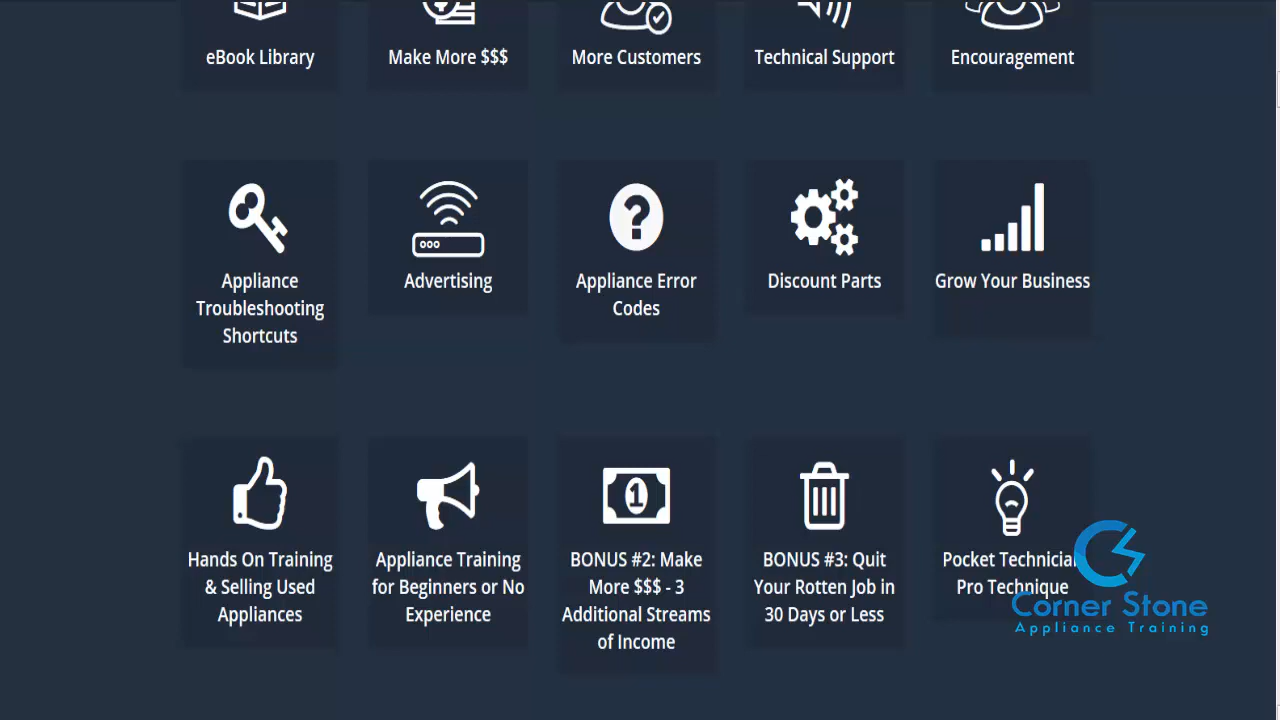 eBook Library
Make More $$$
More Customers
Technical Support
Encouragement
Appliance
Troubleshooting
Shortcuts
Advertising
Appliance Error
Codes
Discount Parts
Grow Your Business
Hands On Training
& Selling Used
Appliances
Appliance Training
for Beginners or No
Experience
BONUS #2: Make
More $$$ - 3
Additional Streams
of Income
BONUS #3: Quit
Your Rotten Job in
30 Days or Less
Pocket Technician
Pro Technique
Corner Stone
Appliance Training